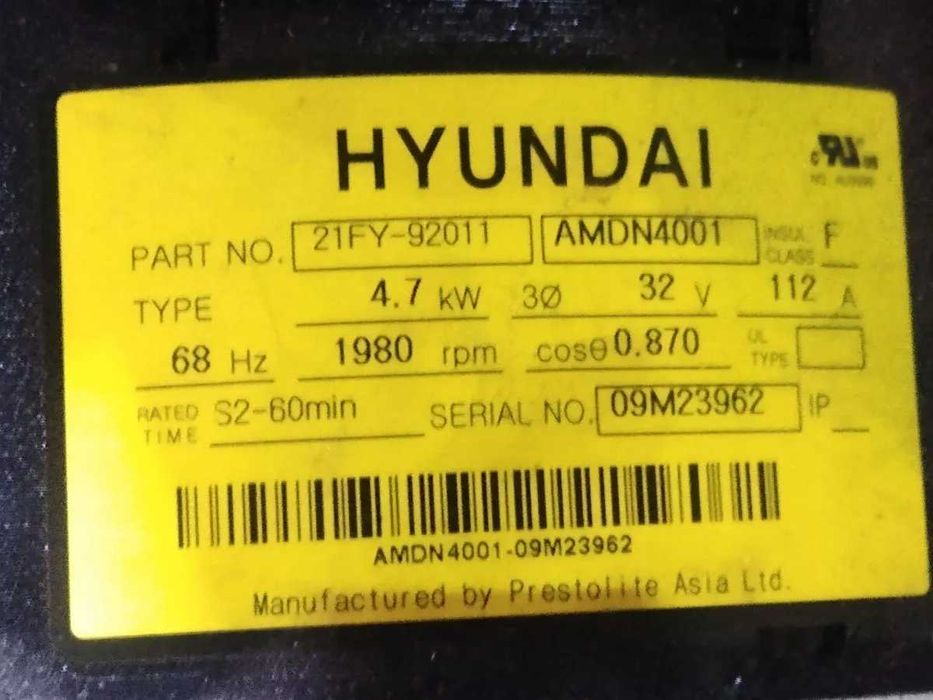 HYUNDAI
c RU us
PART NO. 21FY-92011 AMDN4001 INSUL CLASS F
TYPE 4.7 kW 3Ø 32 V 112 A
68 Hz 1980 rpm cosθ 0.870 UL TYPE
RATED TIME S2-60min SERIAL NO. 09M23962 IP
AMDN4001-09M23962
Manufactured by Prestolite Asia Ltd.